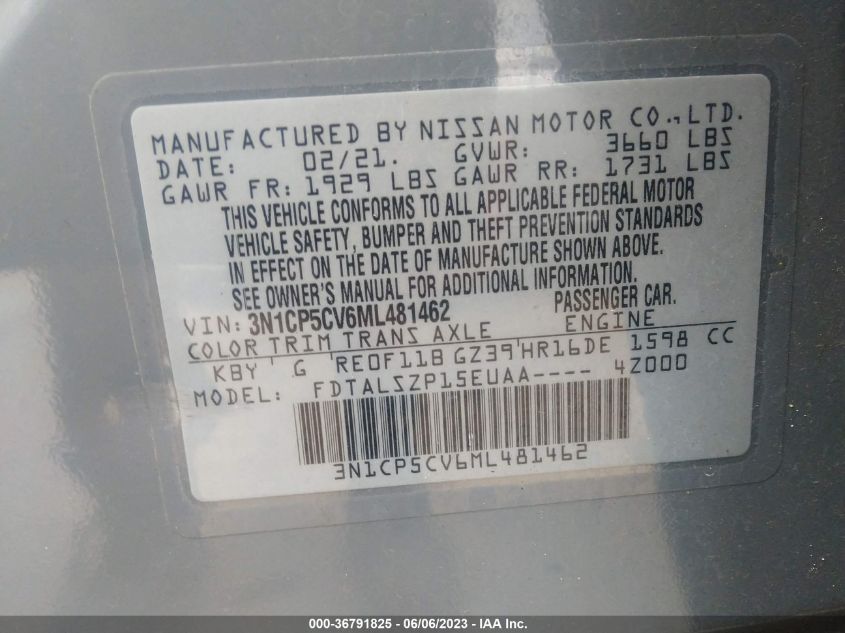 MANUFACTURED BY NISSAN MOTOR CO.,LTD.
DATE: 02/21. GVWR: 3660 LBS
GAWR FR: 1929 LBS GAWR RR: 1731 LBS
THIS VEHICLE CONFORMS TO ALL APPLICABLE FEDERAL MOTOR
VEHICLE SAFETY, BUMPER AND THEFT PREVENTION STANDARDS
IN EFFECT ON THE DATE OF MANUFACTURE SHOWN ABOVE.
SEE OWNER'S MANUAL FOR ADDITIONAL INFORMATION.
VIN: 3N1CP5CV6ML481462 PASSENGER CAR.
COLOR TRIM TRANS AXLE ENGINE
KBY G RE0F11B GZ39 HR16DE 1598 CC
MODEL: FDTALSZP15EUAA---- 4Z000
3N1CP5CV6ML481462
000-36791825 - 06/06/2023 - © IAA Inc.